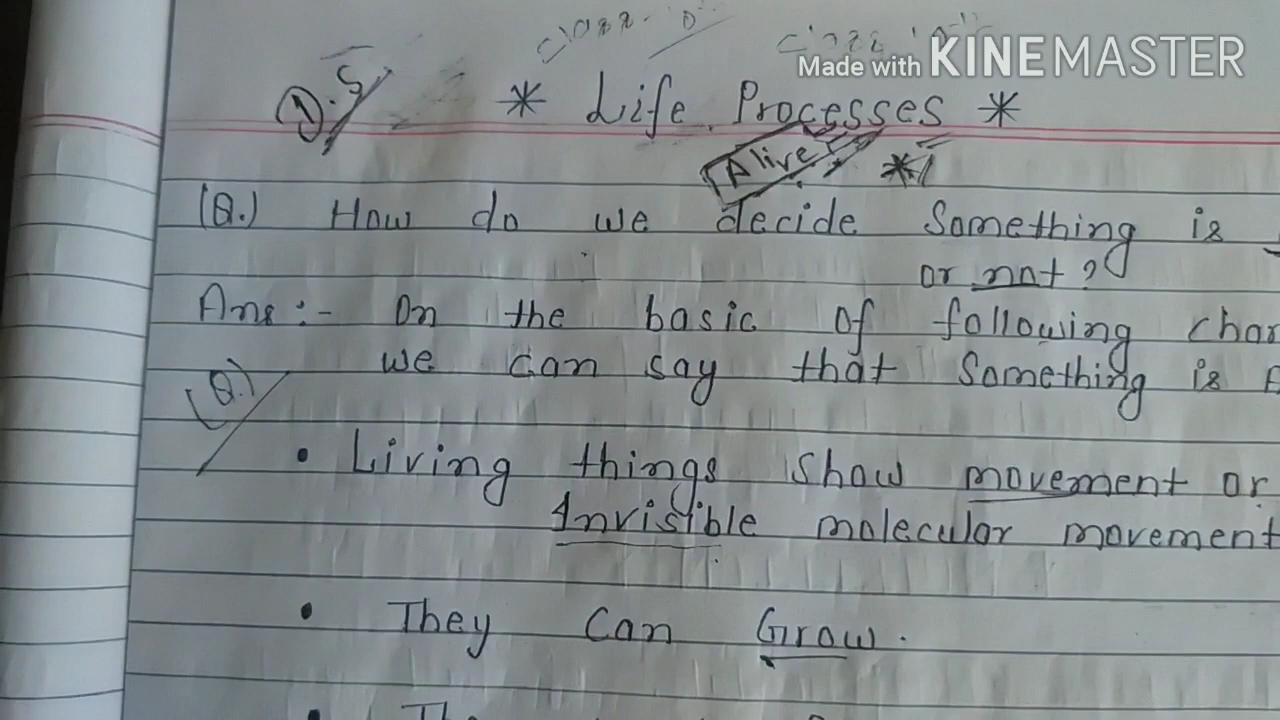 Made with KINEMASTER
D.S
* Life Processes *
Alive
(Q.) How do we decide Something is
or not?
Ans:- On the basic of following char
we can say that Something is
(Q.)
• Living things show movement or
Invisible molecular movement
• They Can Grow.